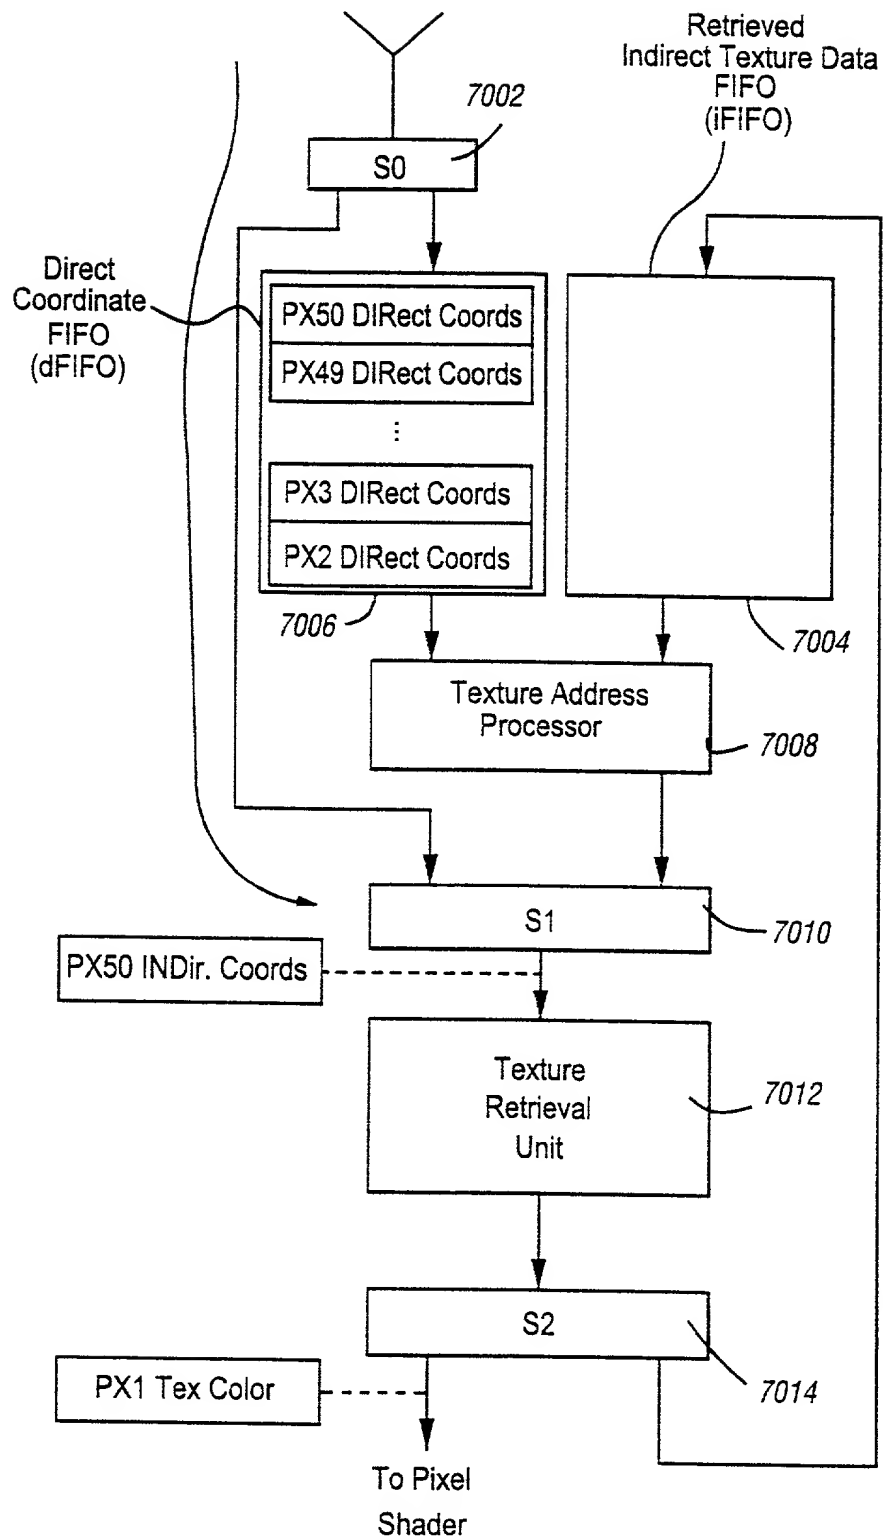 Retrieved
Indirect Texture Data
FIFO
(iFIFO)
7002
S0
Direct
Coordinate
FIFO
(dFIFO)
PX50 DIRect Coords
PX49 DIRect Coords
...
PX3 DIRect Coords
PX2 DIRect Coords
7006
7004
Texture Address
Processor
7008
S1
7010
PX50 INDir. Coords
Texture
Retrieval
Unit
7012
S2
7014
PX1 Tex Color
To Pixel
Shader